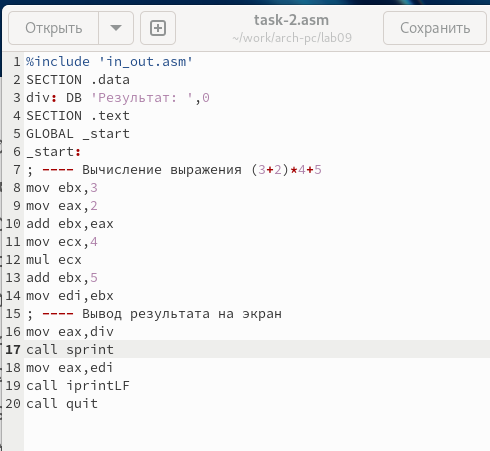 Открыть
task-2.asm
~/work/arch-pc/lab09
Сохранить
1 %include 'in_out.asm'
2 SECTION .data
3 div: DB 'Результат: ',0
4 SECTION .text
5 GLOBAL _start
6 _start:
7 ; ---- Вычисление выражения (3+2)*4+5
8 mov ebx,3
9 mov eax,2
10 add ebx,eax
11 mov ecx,4
12 mul ecx
13 add ebx,5
14 mov edi,ebx
15 ; ---- Вывод результата на экран
16 mov eax,div
17 call sprint
18 mov eax,edi
19 call iprintLF
20 call quit